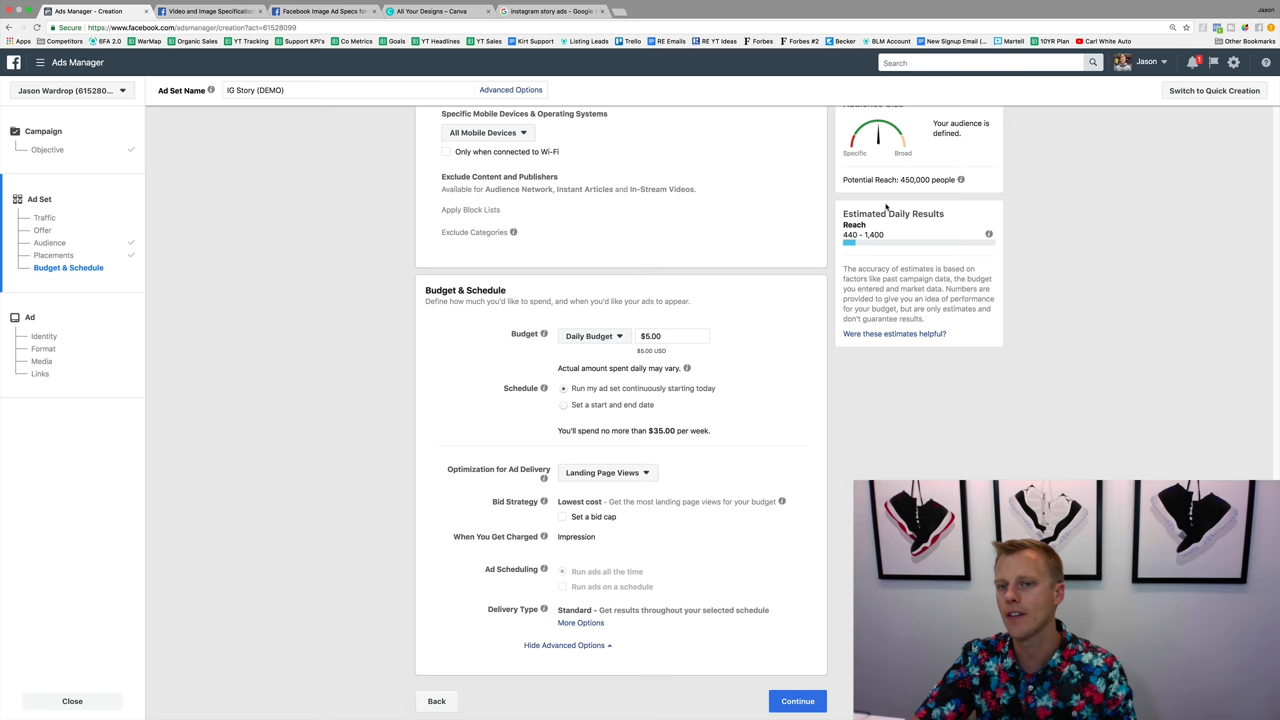 Ads Manager - Creation
Video and Image Specification
Facebook Image Ad Specs for
All Your Designs – Canva
instagram story ads - Google
Jason
Secure
https://www.facebook.com/adsmanager/creation?act=61528099
Apps
Competitors
6FA 2.0
WarMap
Organic Sales
YT Tracking
Support KPI's
Co Metrics
Goals
YT Headlines
YT Sales
Kirt Support
Listing Leads
Trello
RE Emails
RE YT Ideas
Forbes
Forbes #2
Becker
BLM Account
New Signup Email (...
Martell
10YR Plan
Carl White Auto
Other Bookmarks
Ads Manager
Search
Jason
1
Jason Wardrop (615280...
Ad Set Name
IG Story (DEMO)
Advanced Options
Switch to Quick Creation
Campaign
Objective
Ad Set
Traffic
Offer
Audience
Placements
Budget & Schedule
Ad
Identity
Format
Media
Links
Close
Specific Mobile Devices & Operating Systems
All Mobile Devices
Only when connected to Wi-Fi
Exclude Content and Publishers
Available for Audience Network, Instant Articles and In-Stream Videos.
Apply Block Lists
Exclude Categories
Budget & Schedule
Define how much you'd like to spend, and when you'd like your ads to appear.
Budget
Daily Budget
$5.00
$5.00 USD
Actual amount spent daily may vary.
Schedule
Run my ad set continuously starting today
Set a start and end date
You'll spend no more than $35.00 per week.
Optimization for Ad Delivery
Landing Page Views
Bid Strategy
Lowest cost - Get the most landing page views for your budget
Set a bid cap
When You Get Charged
Impression
Ad Scheduling
Run ads all the time
Run ads on a schedule
Delivery Type
Standard - Get results throughout your selected schedule
More Options
Hide Advanced Options
Back
Continue
Audience Size
Your audience is
defined.
Specific
Broad
Potential Reach: 450,000 people
Estimated Daily Results
Reach
440 - 1,400
The accuracy of estimates is based on
factors like past campaign data, the budget
you entered and market data. Numbers are
provided to give you an idea of performance
for your budget, but are only estimates and
don't guarantee results.
Were these estimates helpful?